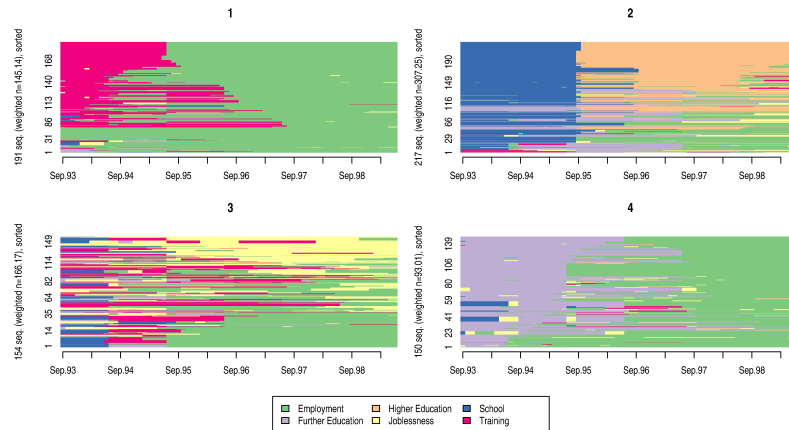 1
191 seq. (weighted n=145.14), sorted
1 31 86 113 140 168
Sep.93 Sep.94 Sep.95 Sep.96 Sep.97 Sep.98
2
217 seq. (weighted n=307.25), sorted
1 29 66 116 149 190
Sep.93 Sep.94 Sep.95 Sep.96 Sep.97 Sep.98
3
154 seq. (weighted n=166.17), sorted
1 14 35 64 82 114 149
Sep.93 Sep.94 Sep.95 Sep.96 Sep.97 Sep.98
4
150 seq. (weighted n=93.01), sorted
1 23 41 59 80 106 139
Sep.93 Sep.94 Sep.95 Sep.96 Sep.97 Sep.98
Employment Higher Education School
Further Education Joblessness Training